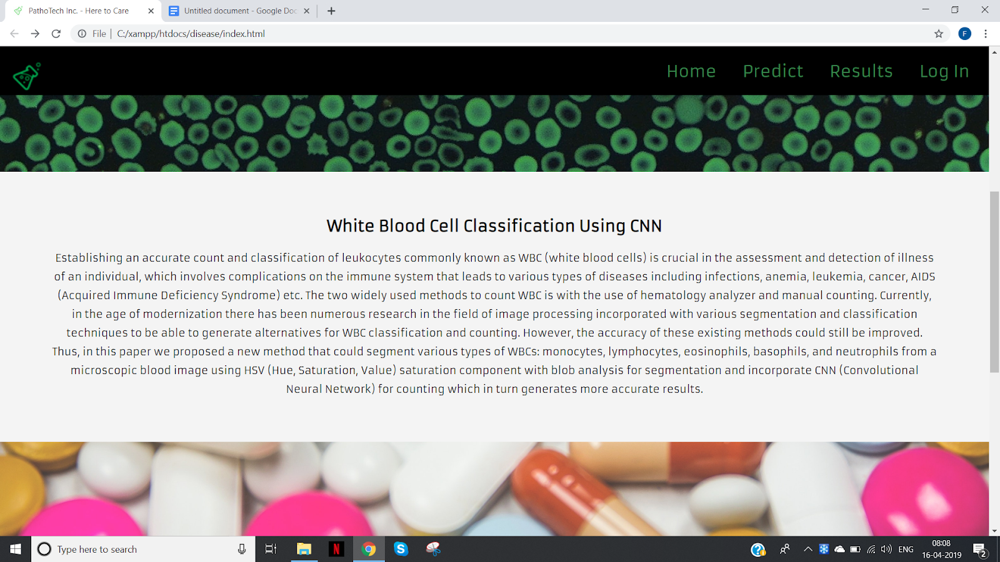 PathoTech Inc. - Here to Care
Untitled document - Google Doc
File
C:/xampp/htdocs/disease/index.html
F
Home Predict Results Log In
White Blood Cell Classification Using CNN
Establishing an accurate count and classification of leukocytes commonly known as WBC (white blood cells) is crucial in the assessment and detection of illness
of an individual, which involves complications on the immune system that leads to various types of diseases including infections, anemia, leukemia, cancer, AIDS
(Acquired Immune Deficiency Syndrome) etc. The two widely used methods to count WBC is with the use of hematology analyzer and manual counting. Currently,
in the age of modernization there has been numerous research in the field of image processing incorporated with various segmentation and classification
techniques to be able to generate alternatives for WBC classification and counting. However, the accuracy of these existing methods could still be improved.
Thus, in this paper we proposed a new method that could segment various types of WBCs: monocytes, lymphocytes, eosinophils, basophils, and neutrophils from a
microscopic blood image using HSV (Hue, Saturation, Value) saturation component with blob analysis for segmentation and incorporate CNN (Convolutional
Neural Network) for counting which in turn generates more accurate results.
Type here to search
N
S
ENG
08:08
16-04-2019
2